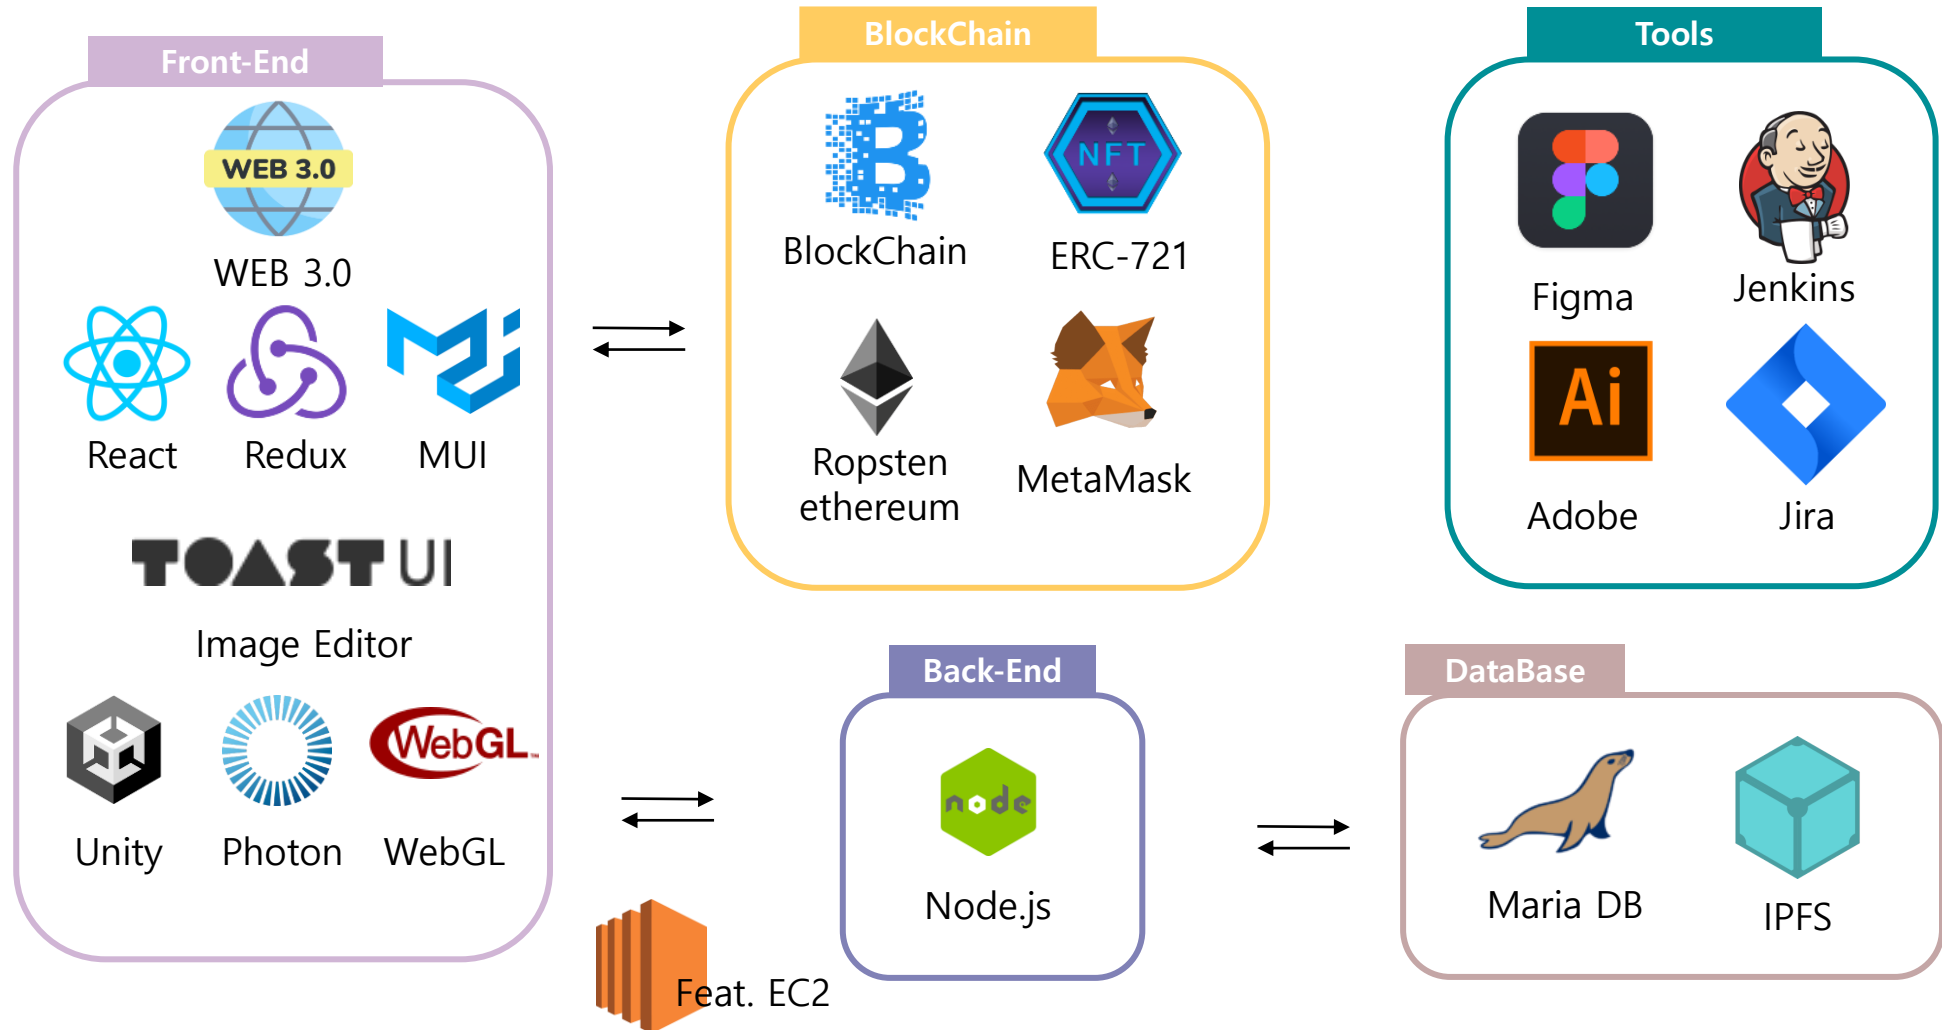 Front-End
WEB 3.0
WEB 3.0
React
Redux
MUI
TOAST UI
Image Editor
WebGL
Unity
Photon
WebGL
BlockChain
NFT
BlockChain
ERC-721
Ropsten
ethereum
MetaMask
Tools
Figma
Jenkins
Ai
Adobe
Jira
Back-End
node
Node.js
Feat. EC2
DataBase
Maria DB
IPFS